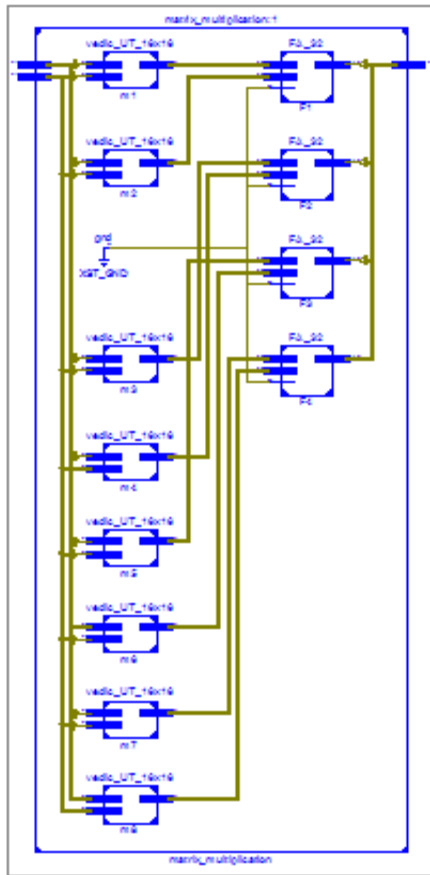 matrix_multiplication:1
vedic_UT_16x16
FA_32
m1
F1
vedic_UT_16x16
FA_32
m2
F2
gnd
FA_32
XST_GND
F3
vedic_UT_16x16
FA_32
m3
F4
vedic_UT_16x16
m4
vedic_UT_16x16
m5
vedic_UT_16x16
m6
vedic_UT_16x16
m7
vedic_UT_16x16
m8
matrix_multiplication